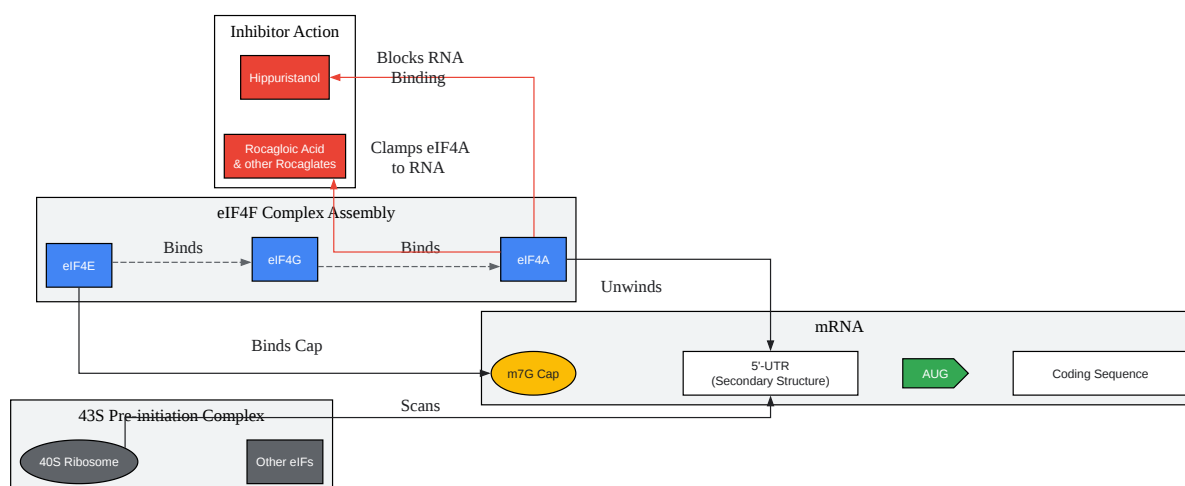 Inhibitor Action
Hippuristanol
Blocks RNA
Binding
Rocagloic Acid
& other Rocaglates
Clamps eIF4A
to RNA
eIF4F Complex Assembly
eIF4E
Binds
eIF4G
Binds
eIF4A
Unwinds
mRNA
Binds Cap
m7G Cap
5'-UTR
(Secondary Structure)
AUG
Coding Sequence
Scans
43S Pre-initiation Complex
40S Ribosome
Other eIFs